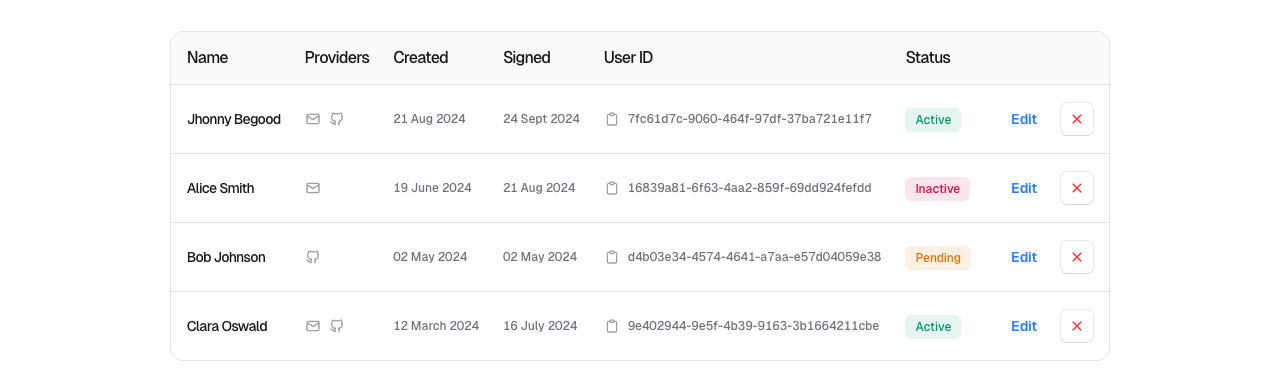 Name Providers Created Signed User ID Status
Jhonny Begood 21 Aug 2024 24 Sept 2024 7fc61d7c-9060-464f-97df-37ba721e11f7 Active Edit
Alice Smith 19 June 2024 21 Aug 2024 16839a81-6f63-4aa2-859f-69dd924fefdd Inactive Edit
Bob Johnson 02 May 2024 02 May 2024 d4b03e34-4574-4641-a7aa-e57d04059e38 Pending Edit
Clara Oswald 12 March 2024 16 July 2024 9e402944-9e5f-4b39-9163-3b1664211cbe Active Edit